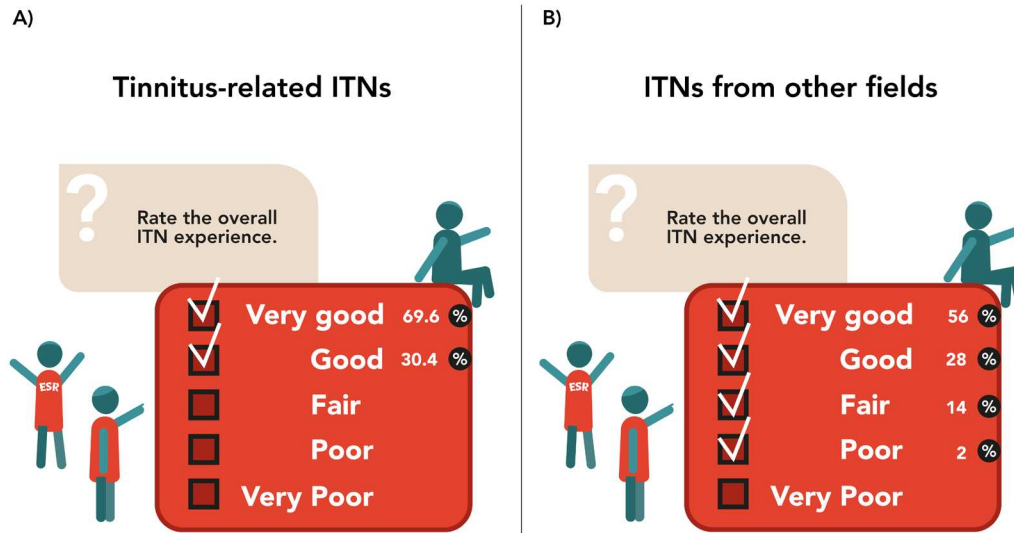 A)
Tinnitus-related ITNs
?
Rate the overall
ITN experience.
Very good 69.6 %
Good 30.4 %
Fair
Poor
Very Poor
ESR
B)
ITNs from other fields
?
Rate the overall
ITN experience.
Very good 56 %
Good 28 %
Fair 14 %
Poor 2 %
Very Poor
ESR